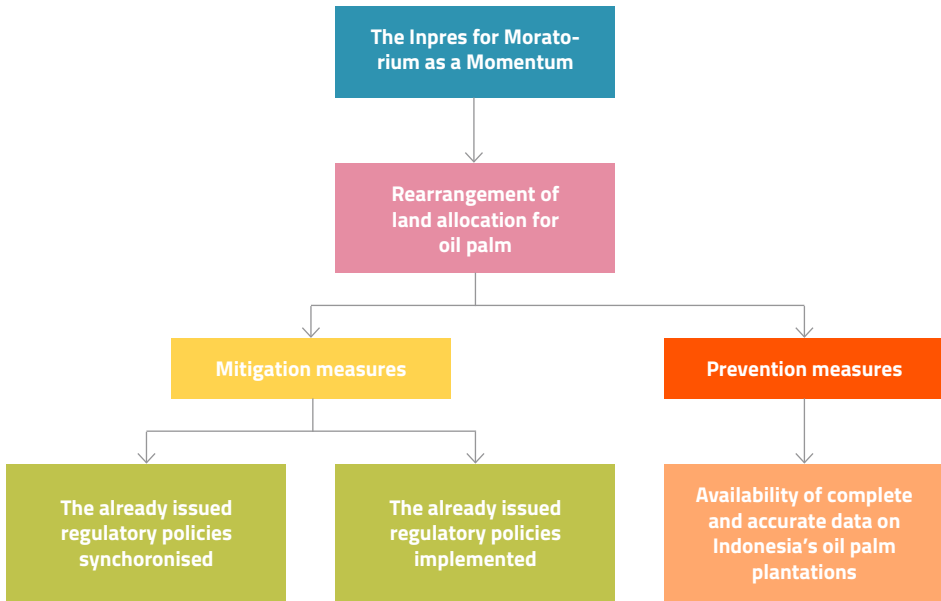 The Inpres for Morato-
rium as a Momentum
Rearrangement of
land allocation for
oil palm
Mitigation measures
Prevention measures
The already issued
regulatory policies
synchoronised
The already issued
regulatory policies
implemented
Availability of complete
and accurate data on
Indonesia's oil palm
plantations